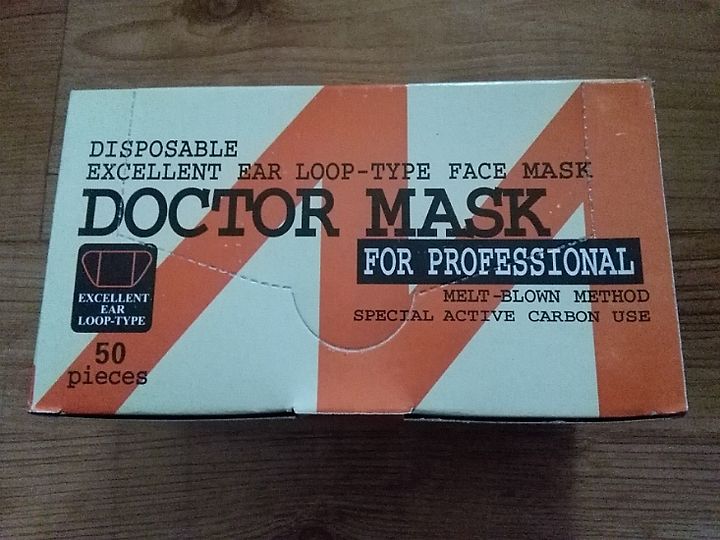 DISPOSABLE
EXCELLENT EAR LOOP-TYPE FACE MASK
DOCTOR MASK
FOR PROFESSIONAL
MELT-BLOWN METHOD
SPECIAL ACTIVE CARBON USE
EXCELLENT
EAR
LOOP-TYPE
50
pieces